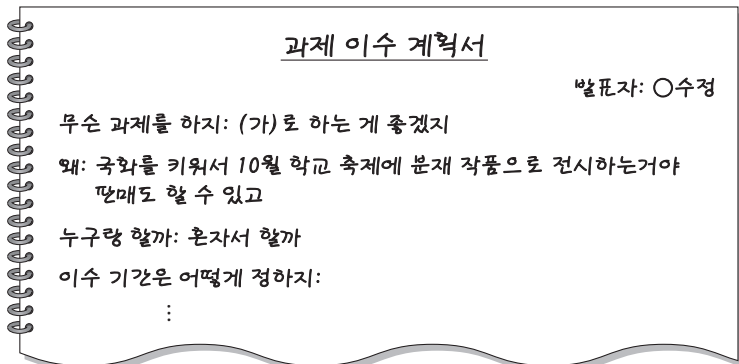 과제 이수 계획서
발표자: ○수정
무슨 과제를 하지: (가)로 하는 게 좋겠지
왜: 국화를 키워서 10월 학교 축제에 분재 작품으로 전시하는거야
판매도 할 수 있고
누구랑 할까: 혼자서 할까
이수 기간은 어떻게 정하지:
⋮